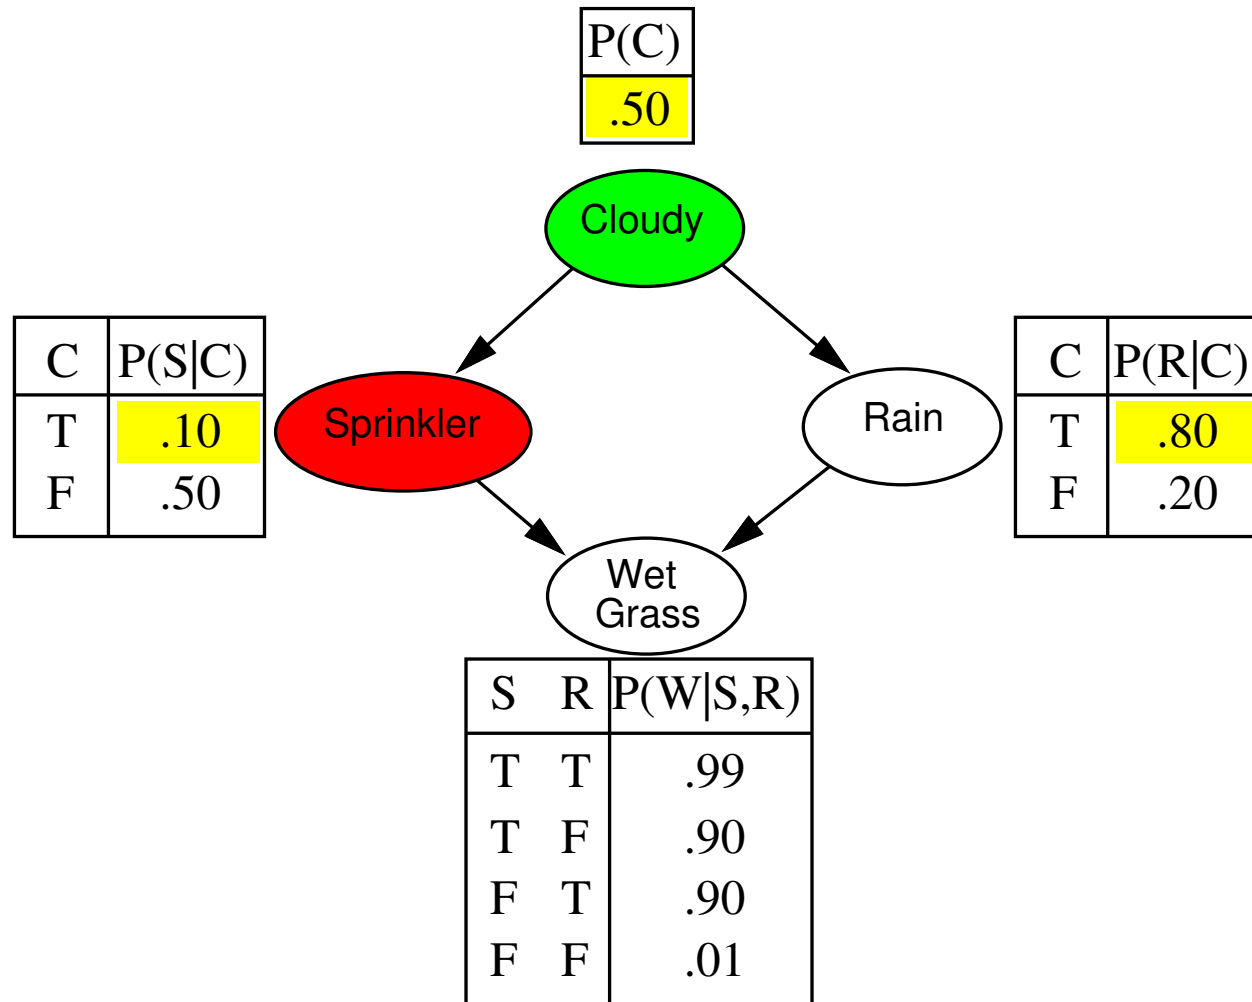 P(C)
.50
Cloudy
C P(S|C)
T .10
F .50
Sprinkler
Rain
C P(R|C)
T .80
F .20
Wet
Grass
S R P(W|S,R)
T T .99
T F .90
F T .90
F F .01